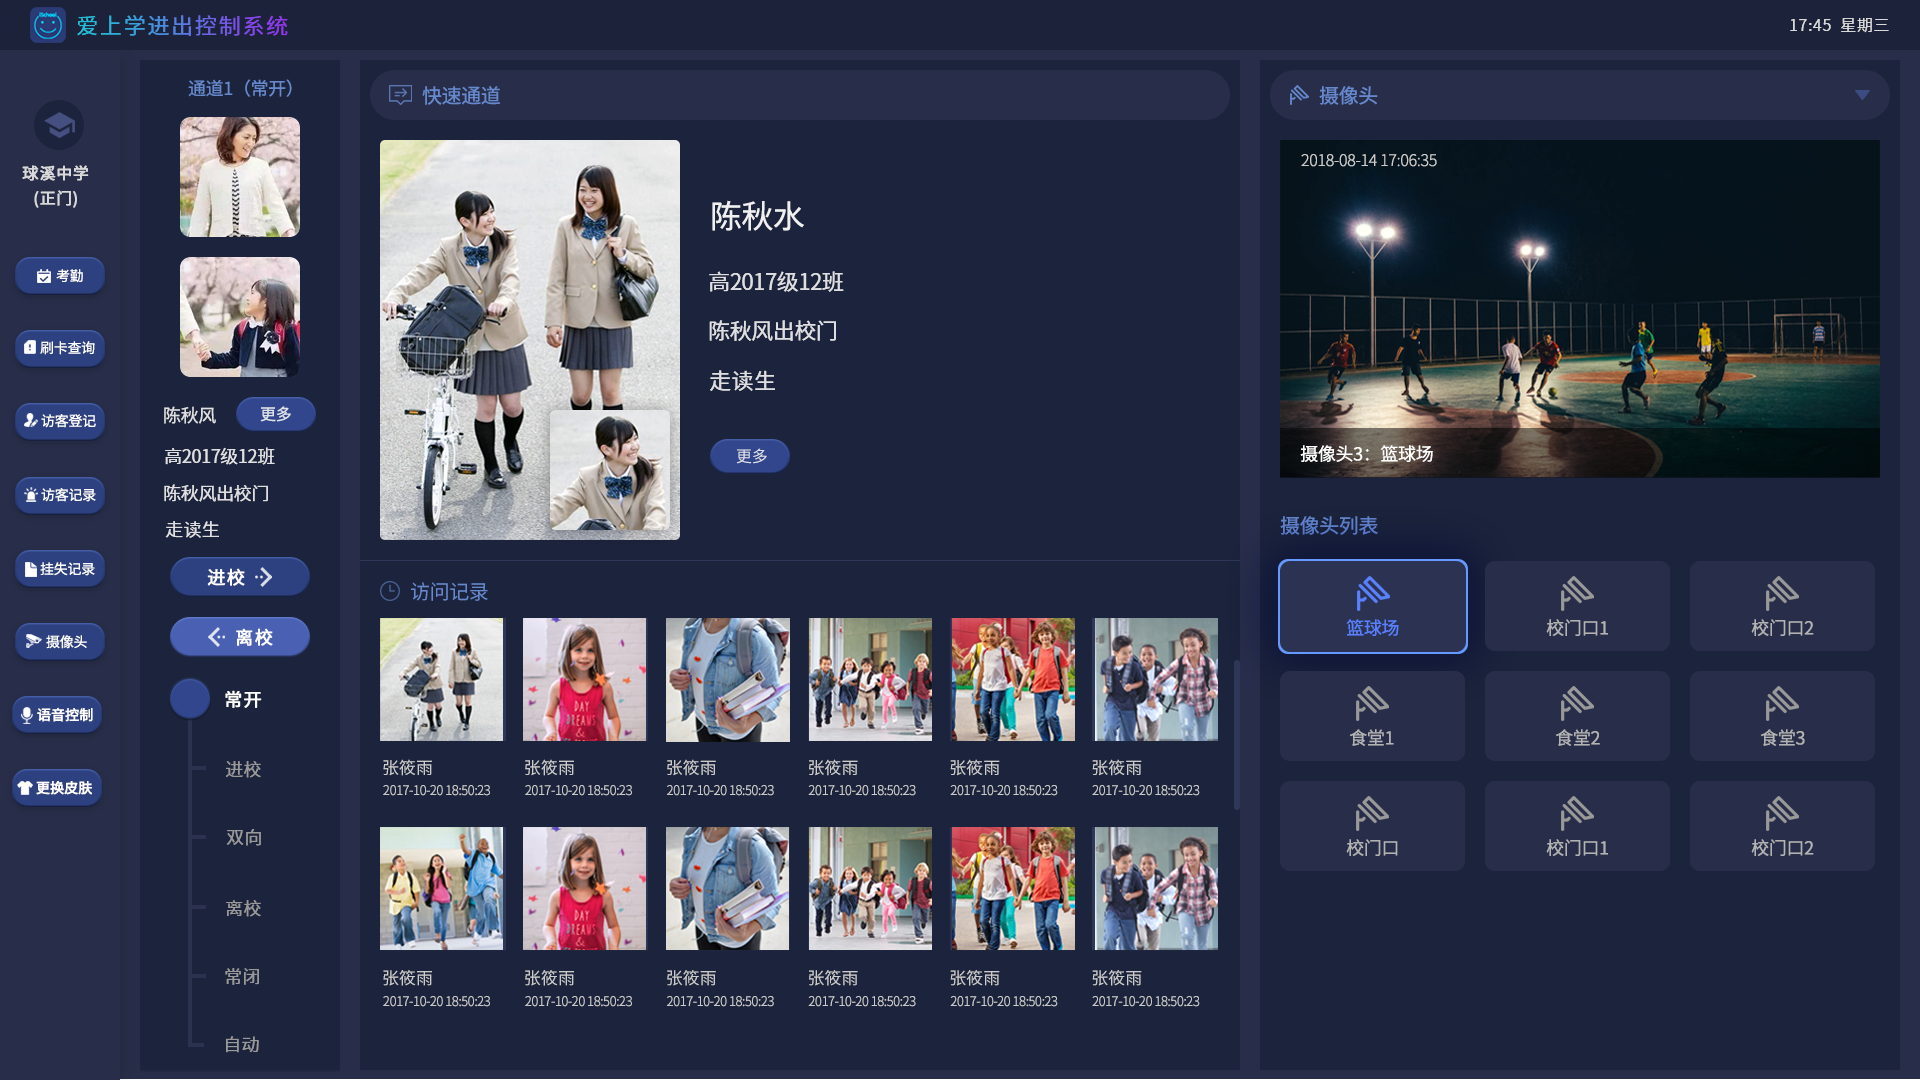 爱上学进出控制系统
17:45 星期三
球溪中学
(正门)
考勤
刷卡查询
访客登记
访客记录
挂失记录
摄像头
语音控制
更换皮肤
通道1（常开）
陈秋风
更多
高2017级12班
陈秋风出校门
走读生
进校
离校
常开
进校
双向
离校
常闭
自动
快速通道
陈秋水
高2017级12班
陈秋风出校门
走读生
更多
访问记录
张筱雨 张筱雨 张筱雨 张筱雨 张筱雨 张筱雨
2017-10-20 18:50:23 2017-10-20 18:50:23 2017-10-20 18:50:23 2017-10-20 18:50:23 2017-10-20 18:50:23 2017-10-20 18:50:23
张筱雨 张筱雨 张筱雨 张筱雨 张筱雨 张筱雨
2017-10-20 18:50:23 2017-10-20 18:50:23 2017-10-20 18:50:23 2017-10-20 18:50:23 2017-10-20 18:50:23 2017-10-20 18:50:23
摄像头
2018-08-14 17:06:35
摄像头3：篮球场
摄像头列表
篮球场 校门口1 校门口2
食堂1 食堂2 食堂3
校门口 校门口1 校门口2